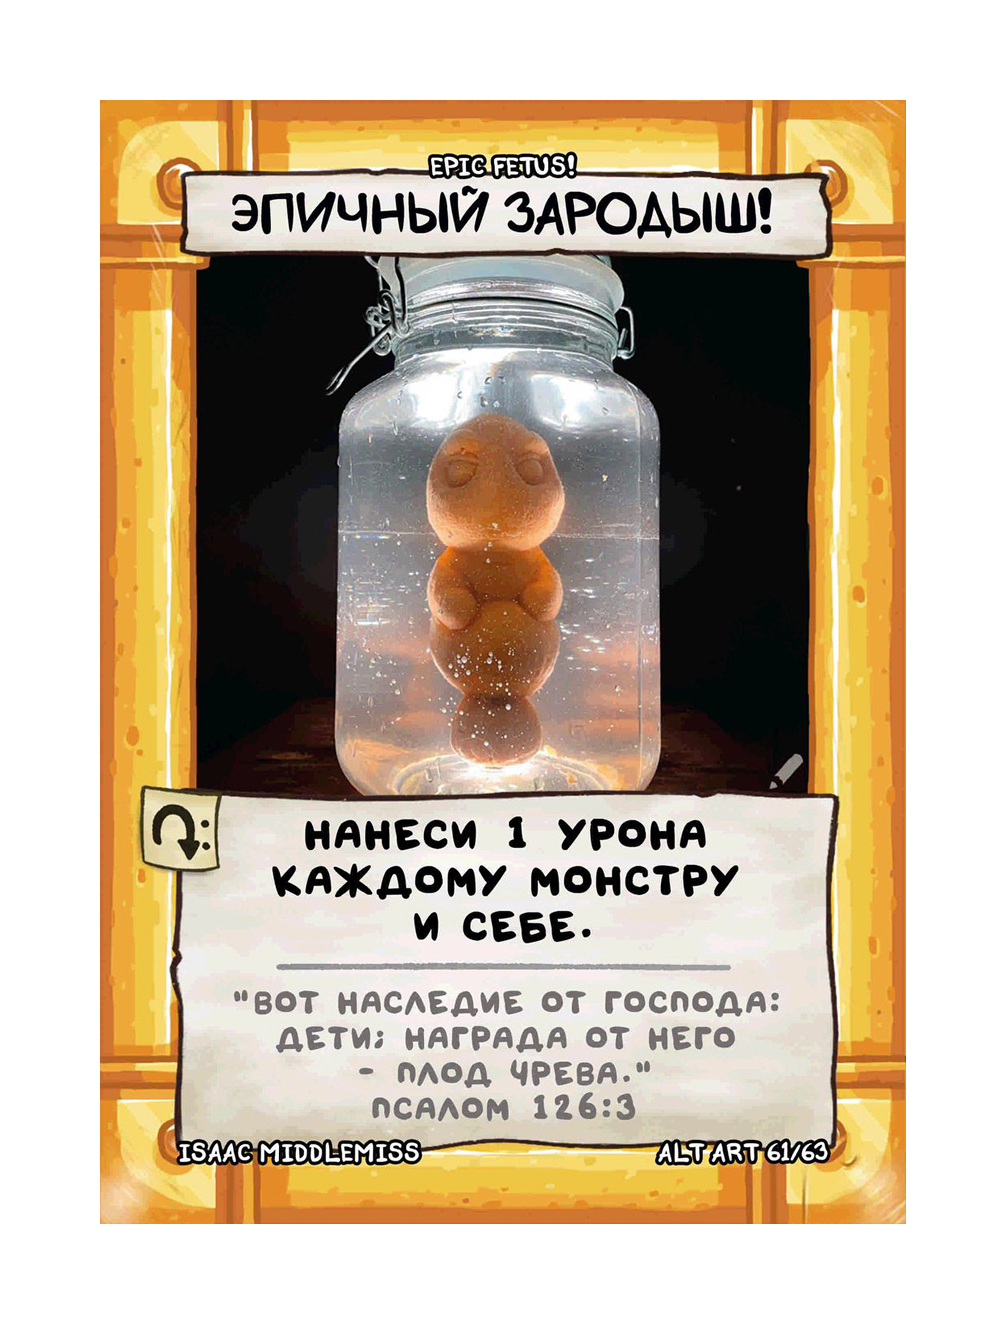 EPIC FETUS!
ЭПИЧНЫЙ ЗАРОДЫШ!
НАНЕСИ 1 УРОНА
КАЖДОМУ МОНСТРУ
И СЕБЕ.
"ВОТ НАСЛЕДИЕ ОТ ГОСПОДА:
ДЕТИ; НАГРАДА ОТ НЕГО
- ПЛОД ЧРЕВА."
ПСАЛОМ 126:3
ISAAC MIDDLEMISS
ALT ART 61/63